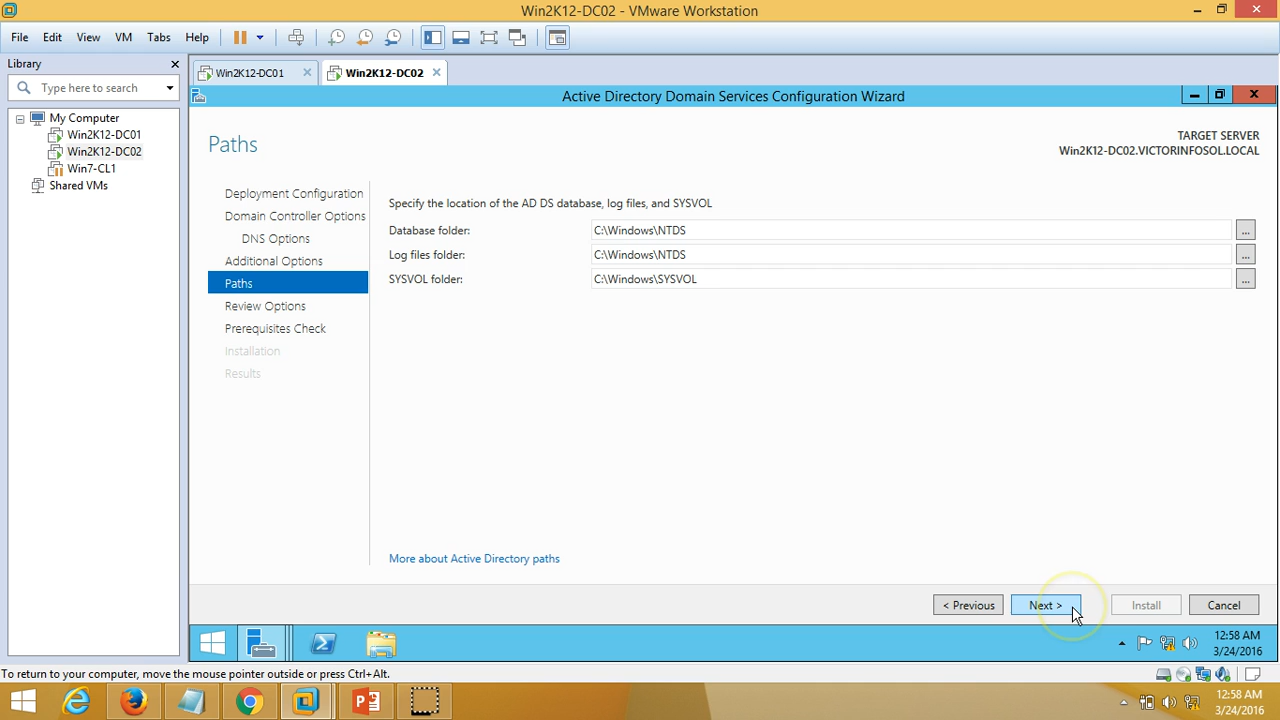 Win2K12-DC02 - VMware Workstation
File Edit View VM Tabs Help
Library
Type here to search
My Computer
Win2K12-DC01
Win2K12-DC02
Win7-CL1
Shared VMs
Win2K12-DC01
Win2K12-DC02
Active Directory Domain Services Configuration Wizard
Paths
TARGET SERVER
Win2K12-DC02.VICTORINFOSOL.LOCAL
Deployment Configuration
Domain Controller Options
DNS Options
Additional Options
Paths
Review Options
Prerequisites Check
Installation
Results
Specify the location of the AD DS database, log files, and SYSVOL
Database folder: C:\Windows\NTDS ...
Log files folder: C:\Windows\NTDS ...
SYSVOL folder: C:\Windows\SYSVOL ...
More about Active Directory paths
< Previous Next > Install Cancel
12:58 AM
3/24/2016
To return to your computer, move the mouse pointer outside or press Ctrl+Alt.
12:58 AM
3/24/2016